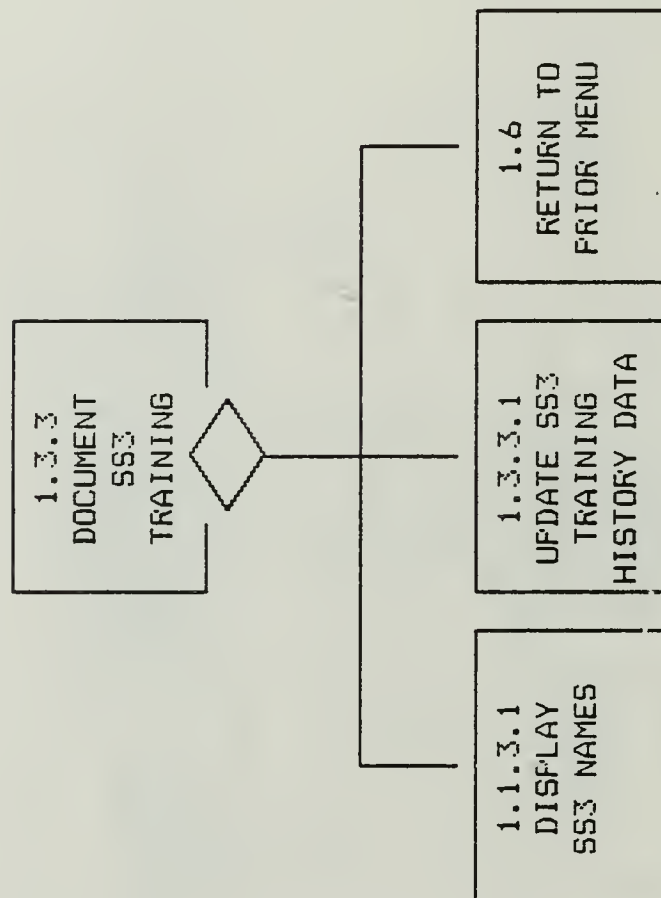 1.3.3
DOCUMENT
SS3
TRAINING
1.1.3.1
DISPLAY
SS3 NAMES
1.3.3.1
UPDATE SS3
TRAINING
HISTORY DATA
1.6
RETURN TO
PRIOR MENU